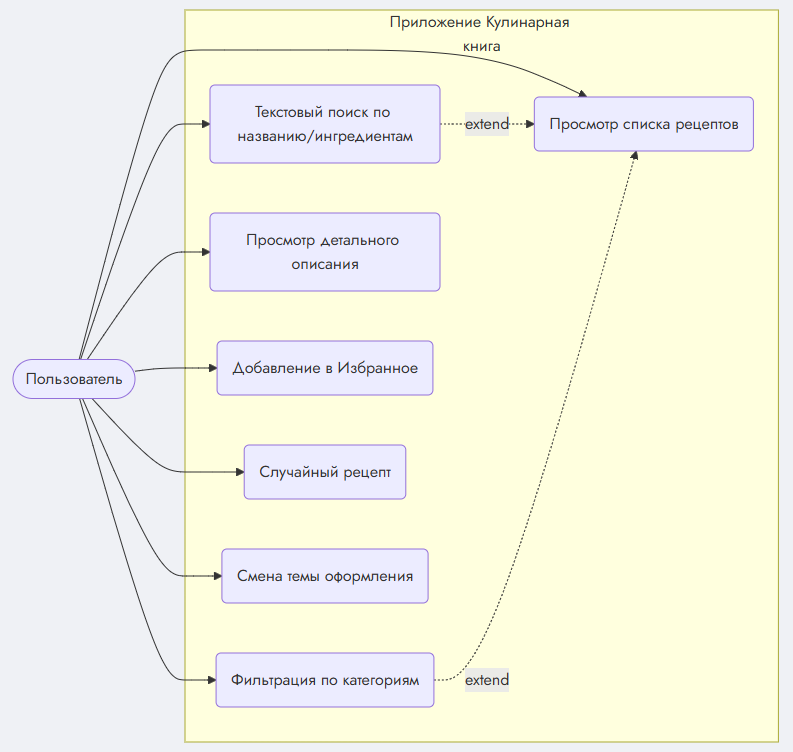 Приложение Кулинарная
книга
Текстовый поиск по
названию/ингредиентам
extend
Просмотр списка рецептов
Просмотр детального
описания
Пользователь
Добавление в Избранное
Случайный рецепт
Смена темы оформления
Фильтрация по категориям
extend